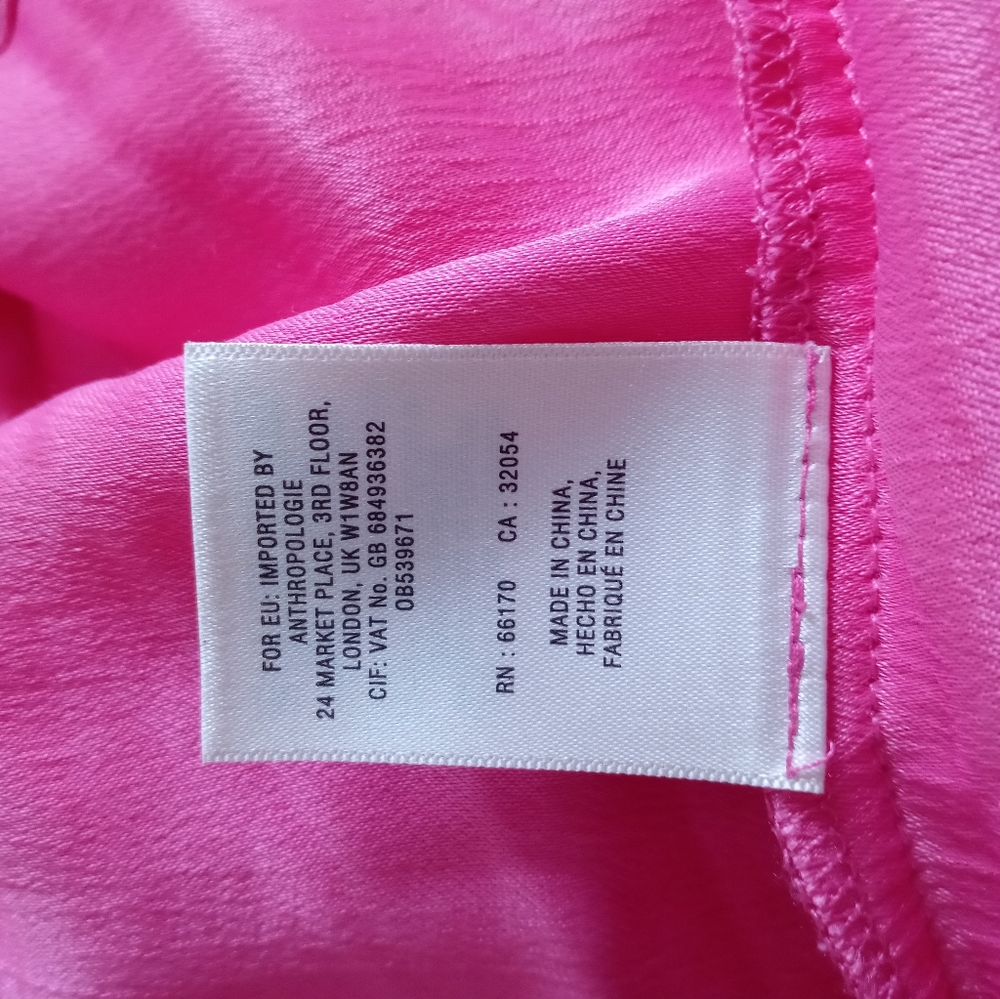 FOR EU: IMPORTED BY
ANTHROPOLOGIE
24 MARKET PLACE, 3RD FLOOR,
LONDON, UK W1W8AN
CIF: VAT No. GB 684936382
OB539671
RN : 66170 CA : 32054
MADE IN CHINA,
HECHO EN CHINA,
FABRIQUÉ EN CHINE